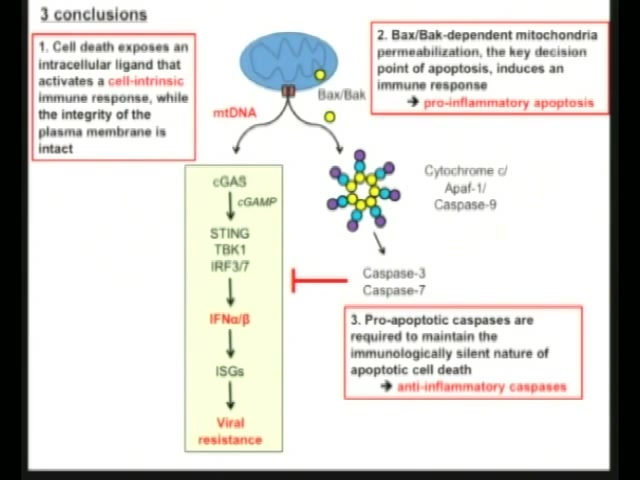 3 conclusions
1. Cell death exposes an
intracellular ligand that
activates a cell-intrinsic
immune response, while
the integrity of the
plasma membrane is
intact
2. Bax/Bak-dependent mitochondria
permeabilization, the key decision
point of apoptosis, induces an
immune response
➔ pro-inflammatory apoptosis
Bax/Bak
mtDNA
cGAS
cGAMP
STING
TBK1
IRF3/7
IFNα/β
ISGs
Viral
resistance
Cytochrome c/
Apaf-1/
Caspase-9
Caspase-3
Caspase-7
3. Pro-apoptotic caspases are
required to maintain the
immunologically silent nature of
apoptotic cell death
➔ anti-inflammatory caspases